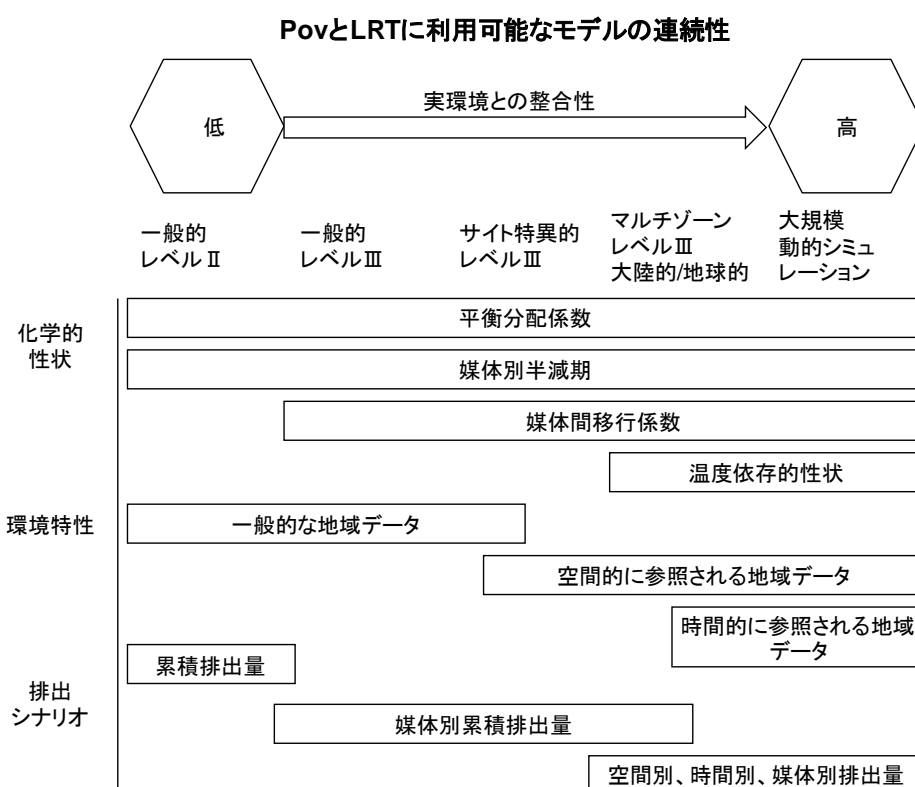 PovとLRTに利用可能なモデルの連続性
実環境との整合性
低
高
一般的
レベルⅡ
一般的
レベルⅢ
サイト特異的
レベルⅢ
マルチゾーン
レベルⅢ
大陸的/地球的
大規模
動的シミュ
レーション
化学的
性状
平衡分配係数
媒体別半減期
媒体間移行係数
温度依存的性状
環境特性
一般的な地域データ
空間的に参照される地域データ
時間的に参照される地域
データ
排出
シナリオ
累積排出量
媒体別累積排出量
空間別、時間別、媒体別排出量